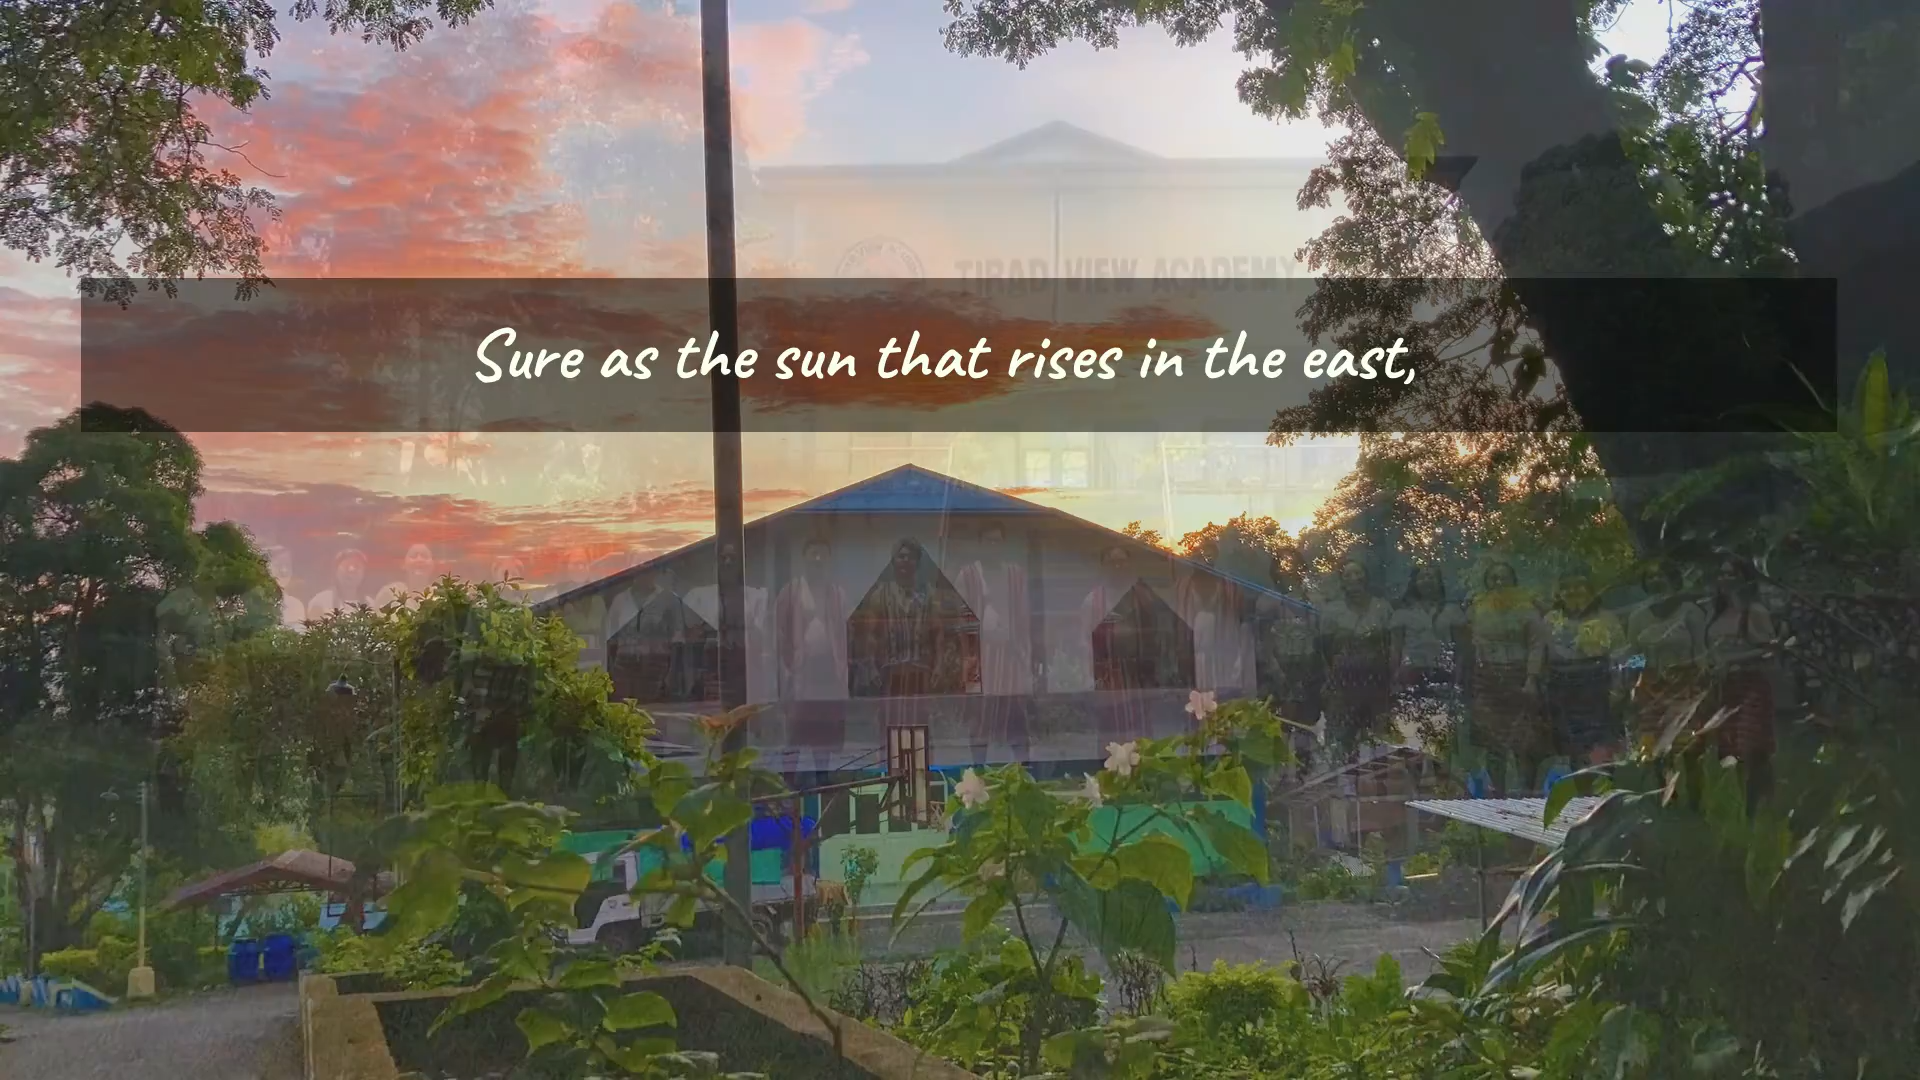 TIRAD VIEW ACADEMY
Sure as the sun that rises in the east,